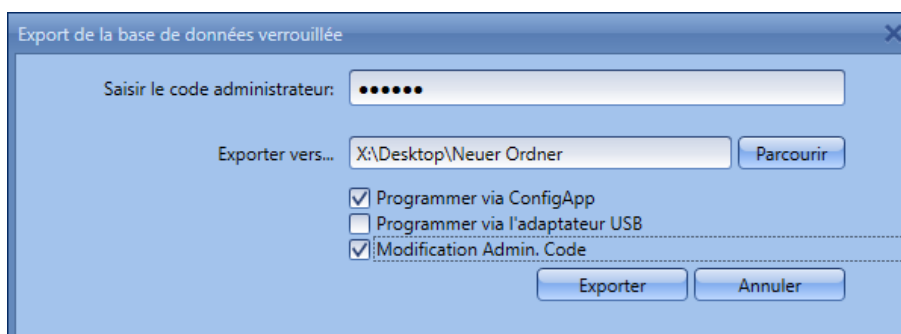 Export de la base de données verrouillée
Saisir le code administrateur: ••••••
Exporter vers... X:\Desktop\Neuer Ordner Parcourir
Programmer via ConfigApp
Programmer via l'adaptateur USB
Modification Admin. Code
Exporter Annuler